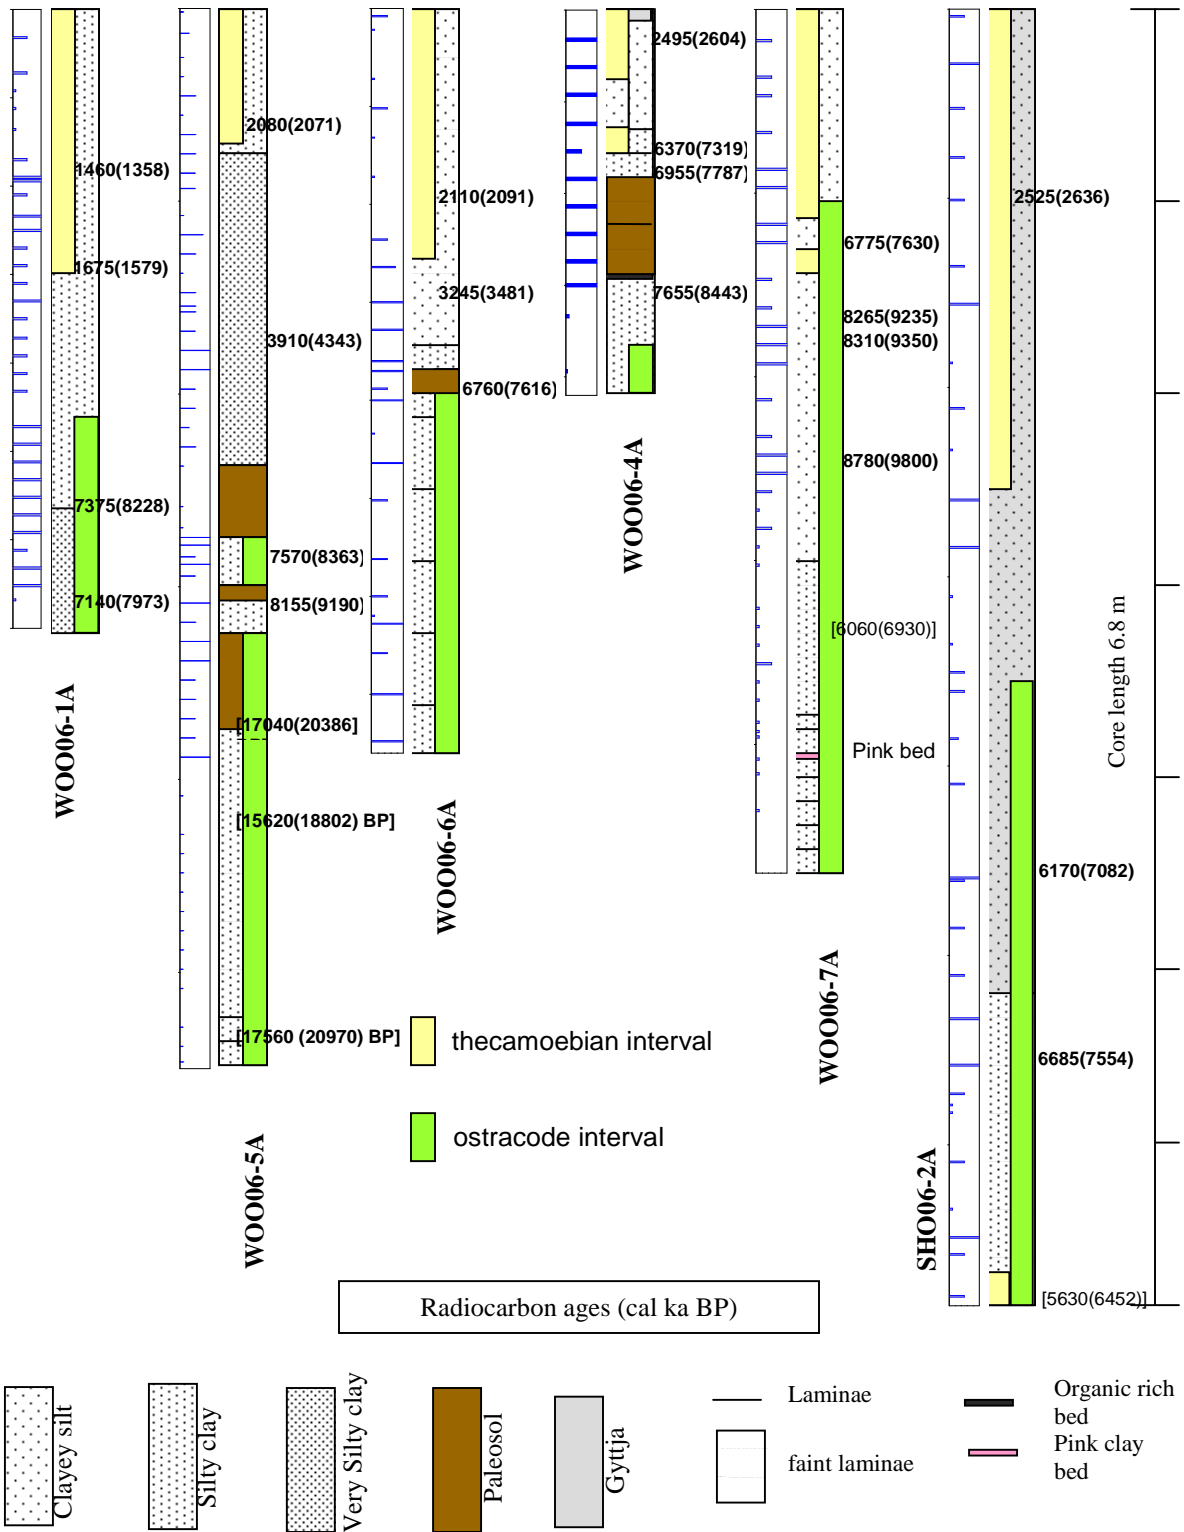 1460(1358)
1675(1579)
7375(8228)
7140(7973)
WOO06-1A
2080(2071)
3910(4343)
7570(8363)
8155(9190)
[17040(20386]
[15620(18802) BP]
[17560 (20970) BP]
WOO06-5A
2110(2091)
3245(3481)
6760(7616)
WOO06-6A
2495(2604)
6370(7319)
6955(7787)
7655(8443)
WOO06-4A
6775(7630)
8265(9235)
8310(9350)
8780(9800)
[6060(6930)]
Pink bed
WOO06-7A
2525(2636)
6170(7082)
6685(7554)
[5630(6452)]
SHO06-2A
Core length 6.8 m
thecamoebian interval
ostracode interval
Radiocarbon ages (cal ka BP)
Clayey silt
Silty clay
Very Silty clay
Paleosol
Gyttja
Laminae
faint laminae
Organic rich
bed
Pink clay
bed